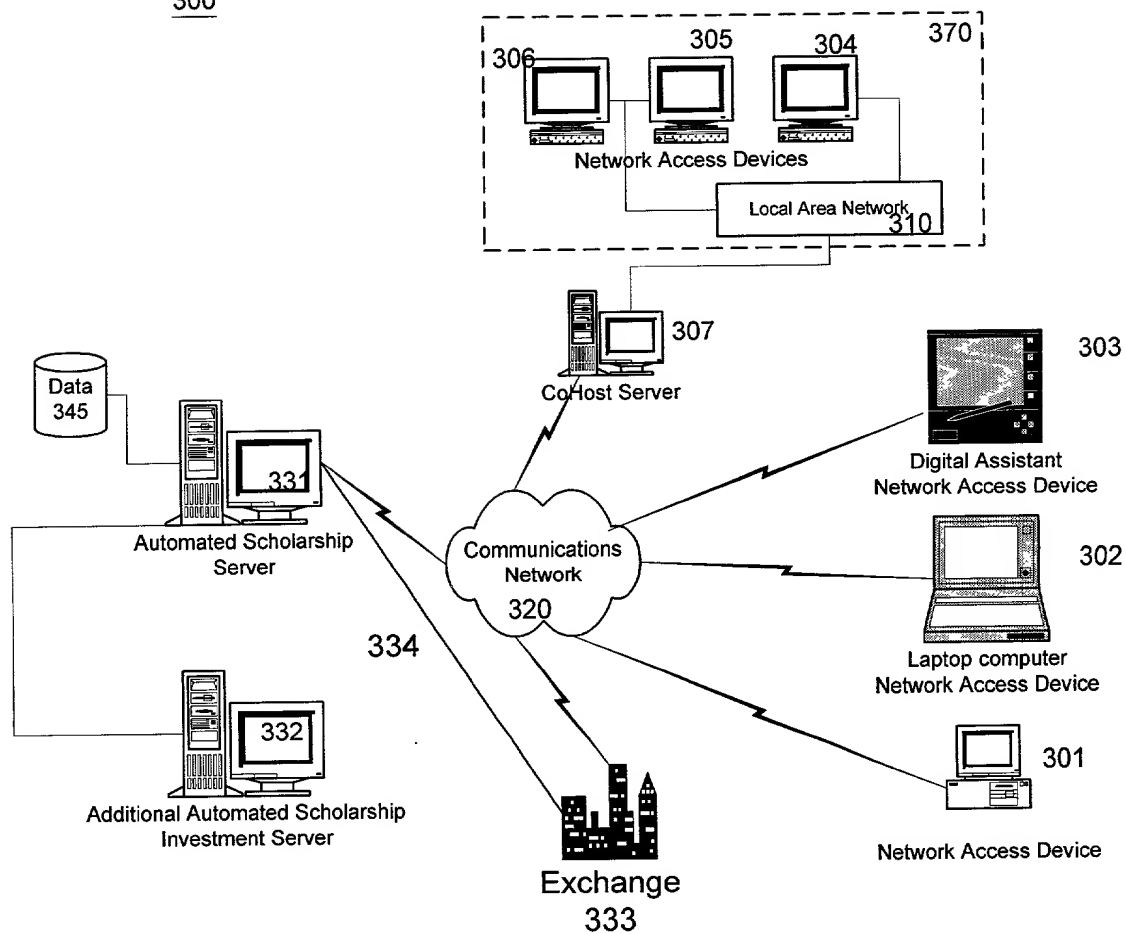 300
306
305
304
370
Network Access Devices
Local Area Network
310
307
CoHost Server
303
Data
345
331
Digital Assistant
Network Access Device
Automated Scholarship
Server
Communications
Network
320
302
334
Laptop computer
Network Access Device
332
301
Additional Automated Scholarship
Investment Server
Network Access Device
Exchange
333